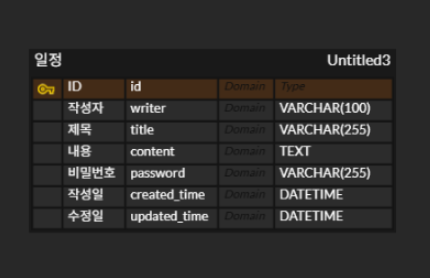 일정 Untitled3
ID id Domain Type
작성자 writer Domain VARCHAR(100)
제목 title Domain VARCHAR(255)
내용 content Domain TEXT
비밀번호 password Domain VARCHAR(255)
작성일 created_time Domain DATETIME
수정일 updated_time Domain DATETIME